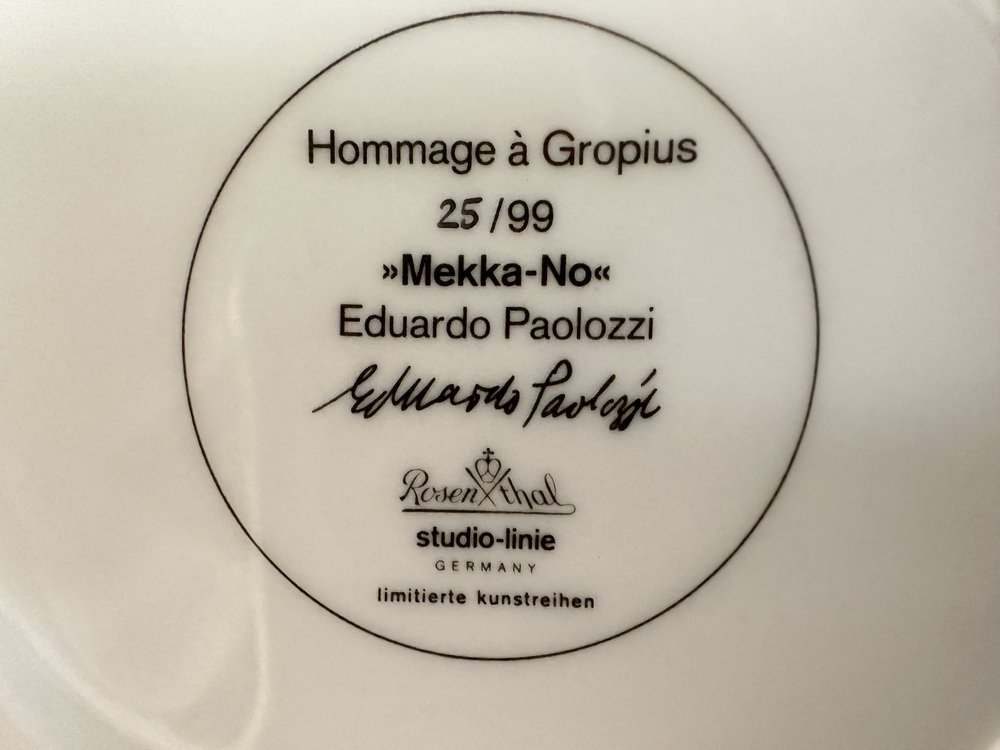 Hommage à Gropius
25/99
»Mekka-No«
Eduardo Paolozzi
Eduardo Paolozzi
Rosenthal
studio-linie
GERMANY
limitierte kunstreihen